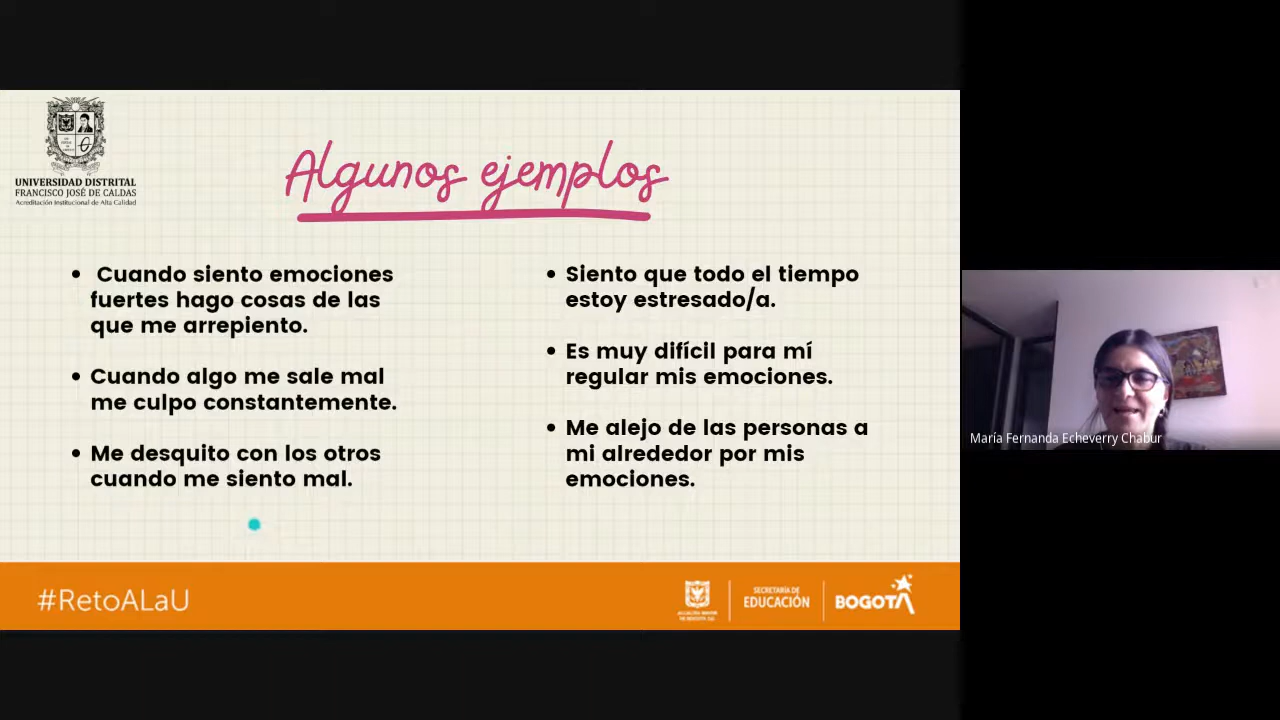 UNIVERSIDAD DISTRITAL
FRANCISCO JOSÉ DE CALDAS
Acreditación Institucional de Alta Calidad
Algunos ejemplos
• Cuando siento emociones
fuertes hago cosas de las
que me arrepiento.
• Cuando algo me sale mal
me culpo constantemente.
• Me desquito con los otros
cuando me siento mal.
• Siento que todo el tiempo
estoy estresado/a.
• Es muy difícil para mí
regular mis emociones.
• Me alejo de las personas a
mi alrededor por mis
emociones.
#RetoALaU
SECRETARÍA DE
EDUCACIÓN
BOGOTÁ
María Fernanda Echeverry Chabur